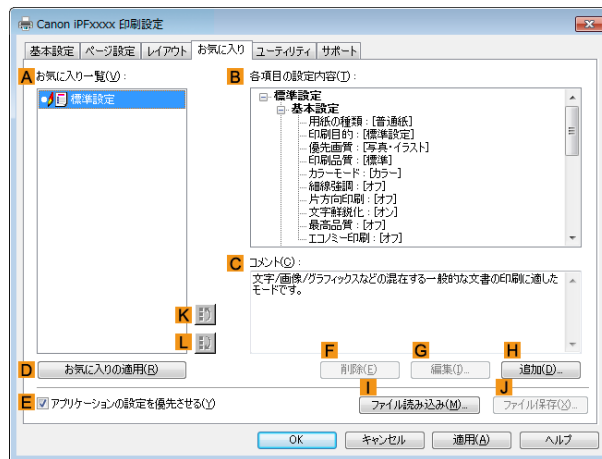 Canon iPFxxxx 印刷設定
基本設定 ページ設定 レイアウト お気に入り ユーティリティ サポート
A お気に入り一覧(V):
標準設定
B 各項目の設定内容(T):
標準設定
基本設定
用紙の種類:[普通紙]
印刷目的:[標準設定]
優先画質:[写真・イラスト]
印刷品質:[標準]
カラーモード:[カラー]
細線強調:[オフ]
片方向印刷:[オフ]
文字鮮鋭化:[オン]
最高品質:[オフ]
エコノミー印刷:[オフ]
C コメント(C):
文字/画像/グラフィックスなどの混在する一般的な文書の印刷に適した
モードです。
K
L
D お気に入りの適用(R)
F 削除(E)
G 編集(I)...
H 追加(D)...
E アプリケーションの設定を優先させる(Y)
I ファイル読み込み(M)...
J ファイル保存(X)...
OK キャンセル 適用(A) ヘルプ